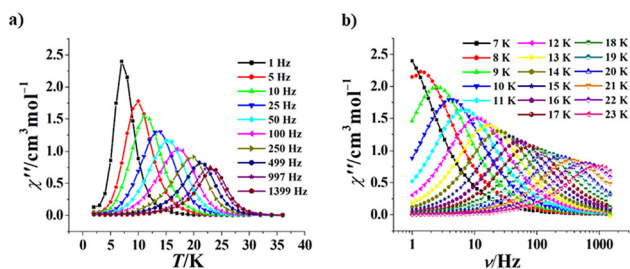 a)
χ''/cm³ mol⁻¹
2.5
2.0
1.5
1.0
0.5
0.0
0 5 10 15 20 25 30 35 40
T/K
1 Hz
5 Hz
10 Hz
25 Hz
50 Hz
100 Hz
250 Hz
499 Hz
997 Hz
1399 Hz
b)
χ''/cm³ mol⁻¹
2.5
2.0
1.5
1.0
0.5
0.0
1 10 100 1000
ν/Hz
7 K 12 K 18 K
8 K 13 K 19 K
9 K 14 K 20 K
10 K 15 K 21 K
11 K 16 K 22 K
17 K 23 K